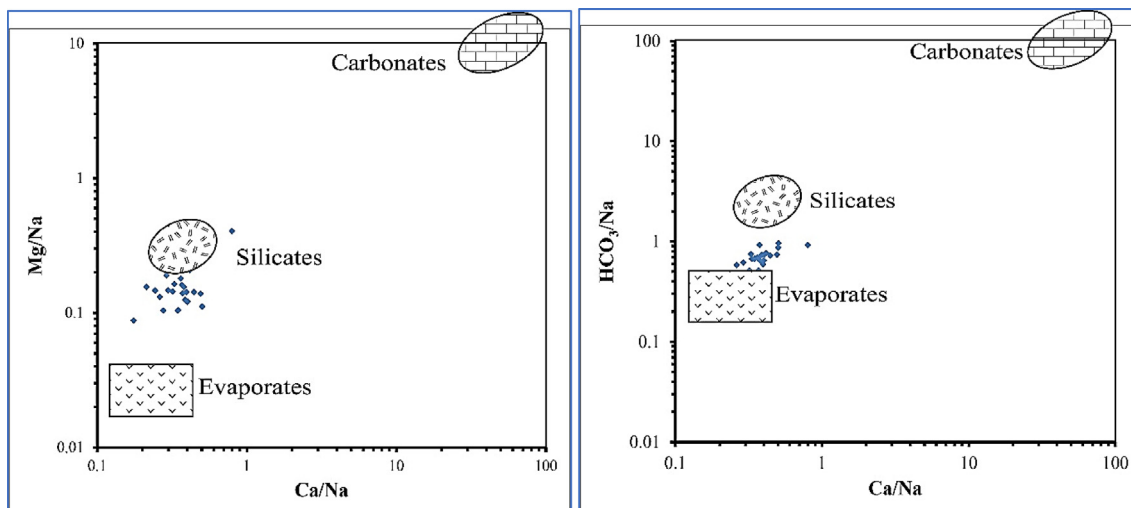 10
Carbonates
1
Mg/Na
Silicates
0.1
Evaporates
0.01
0.1
1
10
100
Ca/Na
100
Carbonates
10
Silicates
1
HCO₃/Na
Evaporates
0.1
0.01
0.1
1
10
100
Ca/Na